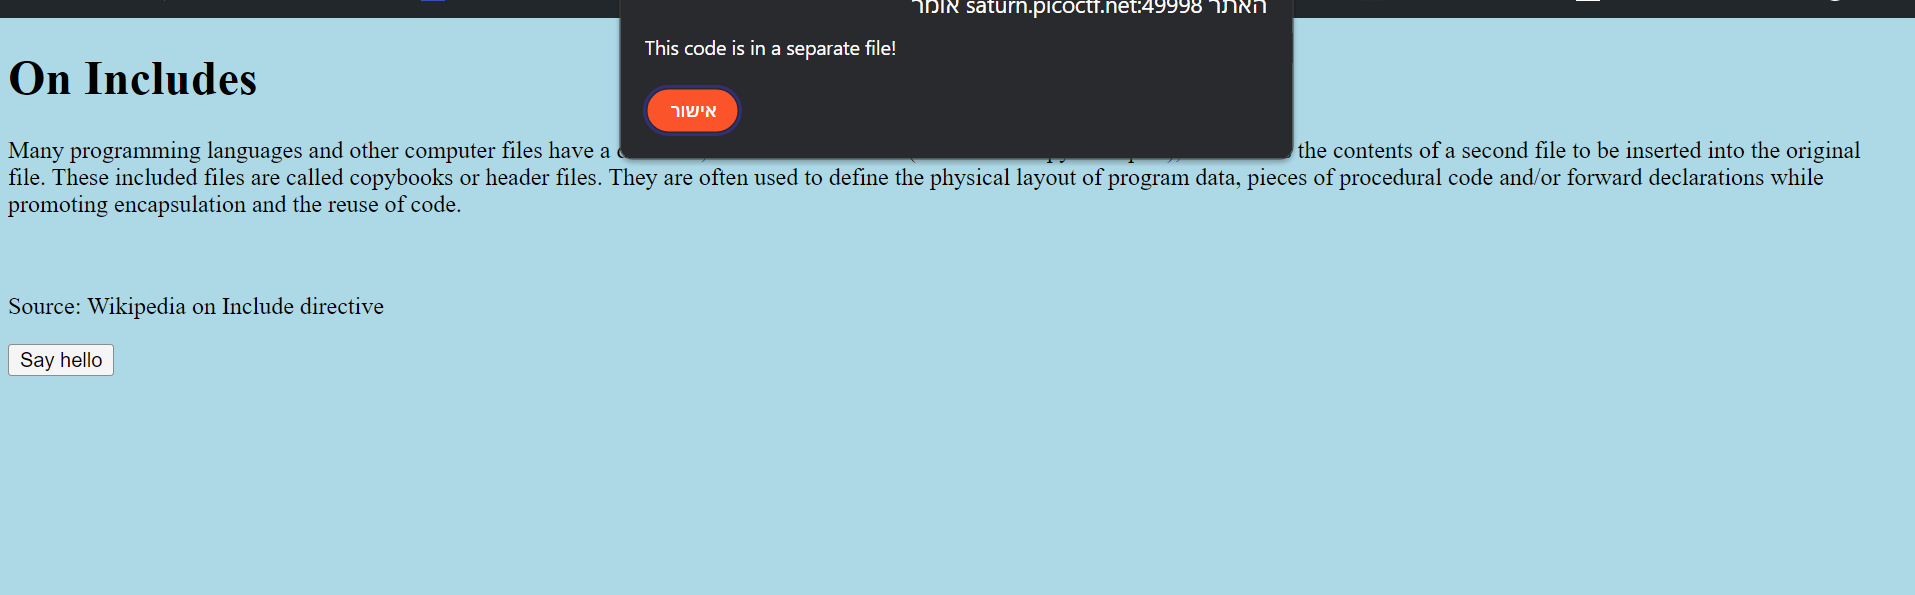 האתר saturn.picoctf.net:49998 אומר
This code is in a separate file!
אישור
On Includes
Many programming languages and other computer files have a the contents of a second file to be inserted into the original
file. These included files are called copybooks or header files. They are often used to define the physical layout of program data, pieces of procedural code and/or forward declarations while
promoting encapsulation and the reuse of code.
Source: Wikipedia on Include directive
Say hello